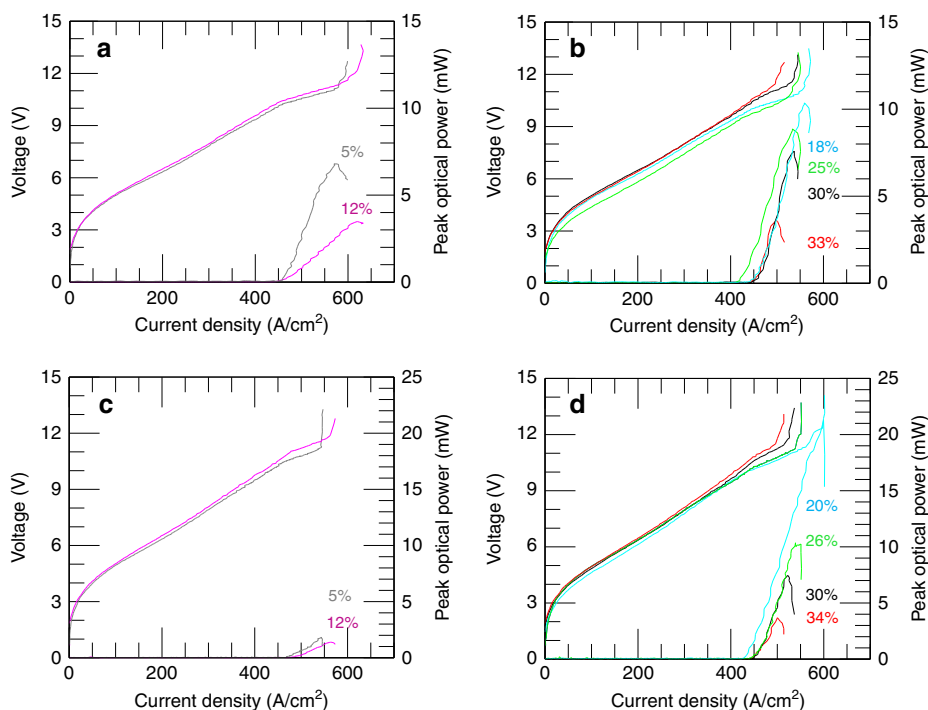 a
15
12
9
6
3
0
Voltage (V)
15
10
5
0
Peak optical power (mW)
5%
12%
0 200 400 600
Current density (A/cm²)
b
15
12
9
6
3
0
Voltage (V)
15
10
5
0
Peak optical power (mW)
18%
25%
30%
33%
0 200 400 600
Current density (A/cm²)
c
15
12
9
6
3
0
Voltage (V)
25
20
15
10
5
0
Peak optical power (mW)
5%
12%
0 200 400 600
Current density (A/cm²)
d
15
12
9
6
3
0
Voltage (V)
25
20
15
10
5
0
Peak optical power (mW)
20%
26%
30%
34%
0 200 400 600
Current density (A/cm²)